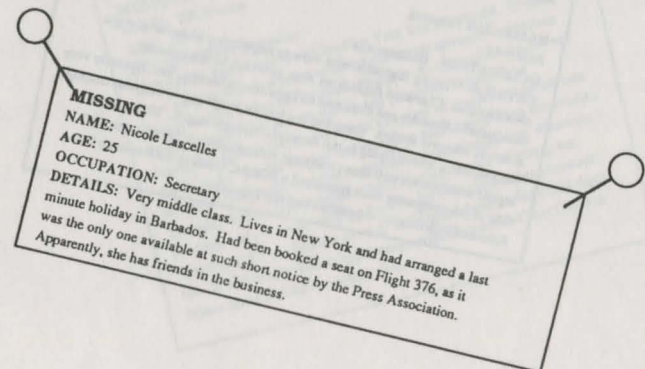 MISSING
NAME: Nicole Lascelles
AGE: 25
OCCUPATION: Secretary
DETAILS: Very middle class. Lives in New York and had arranged a last
minute holiday in Barbados. Had been booked a seat on Flight 376, as it
was the only one available at such short notice by the Press Association.
Apparently, she has friends in the business.